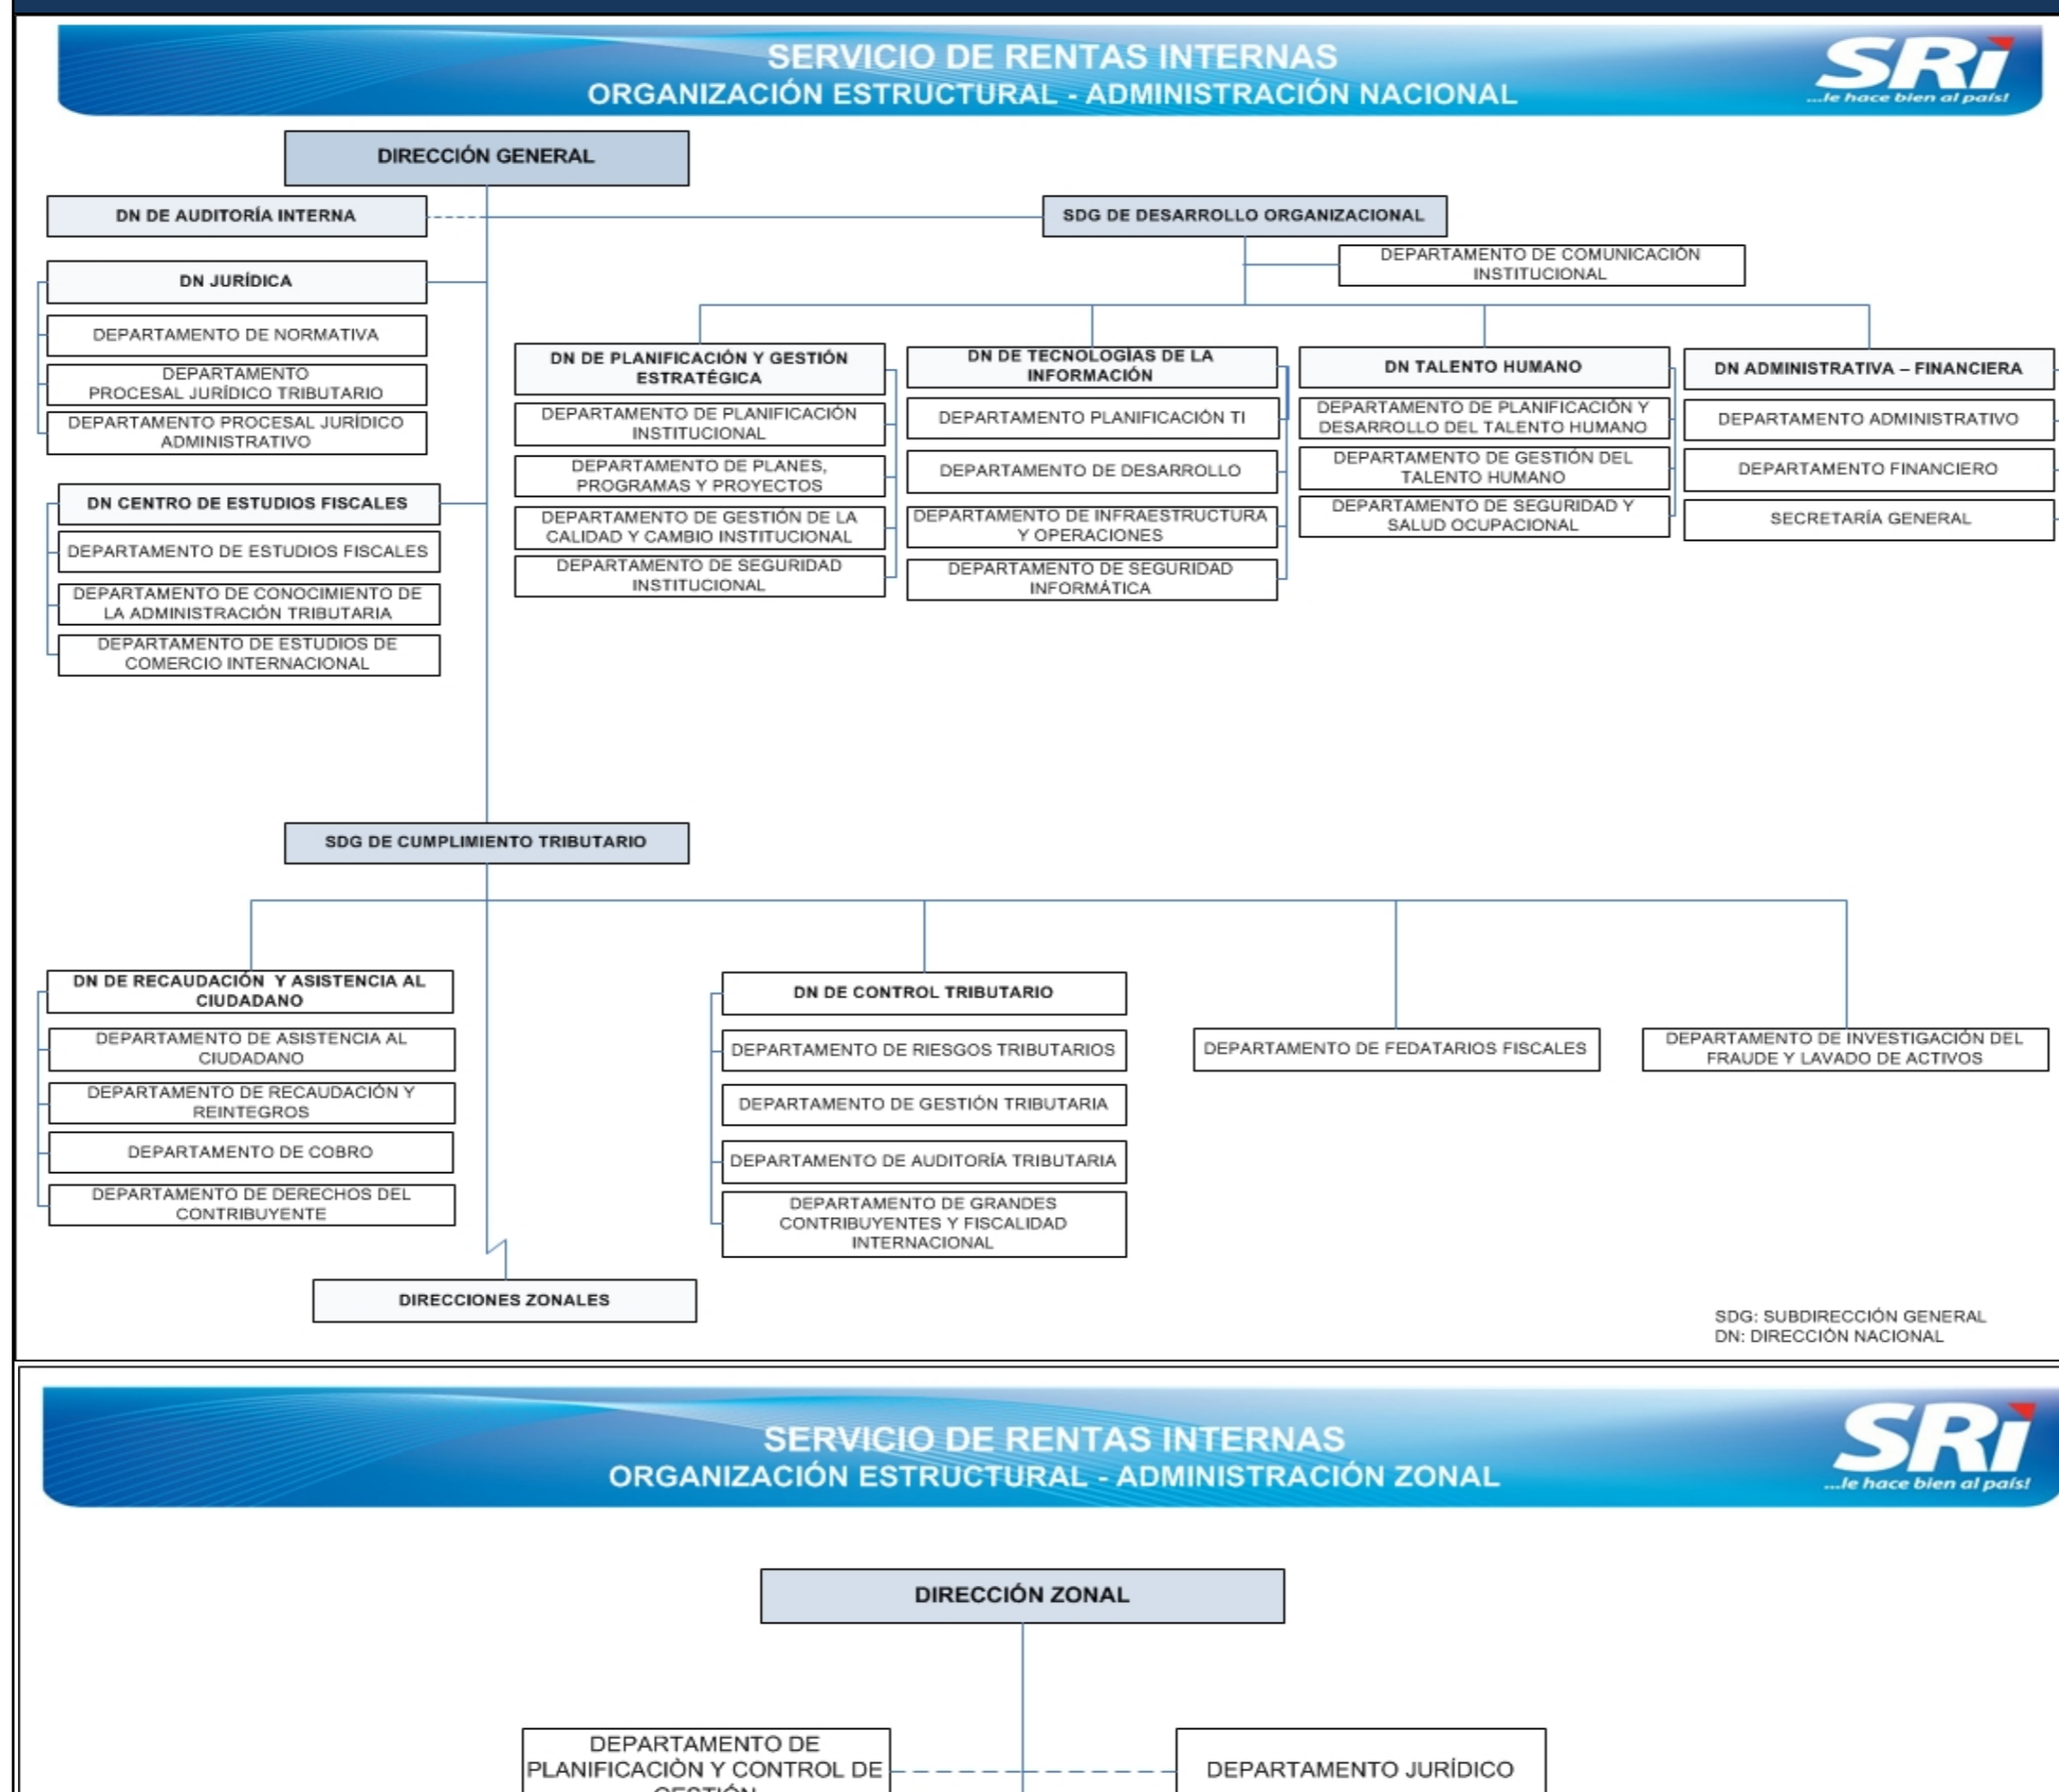 SERVICIO DE RENTAS INTERNAS
ORGANIZACIÓN ESTRUCTURAL - ADMINISTRACIÓN NACIONAL
SRi
...le hace bien al país!
DIRECCIÓN GENERAL
DN DE AUDITORÍA INTERNA
SDG DE DESARROLLO ORGANIZACIONAL
DEPARTAMENTO DE COMUNICACIÓN
INSTITUCIONAL
DN JURÍDICA
DEPARTAMENTO DE NORMATIVA
DEPARTAMENTO
PROCESAL JURÍDICO TRIBUTARIO
DEPARTAMENTO PROCESAL JURÍDICO
ADMINISTRATIVO
DN CENTRO DE ESTUDIOS FISCALES
DEPARTAMENTO DE ESTUDIOS FISCALES
DEPARTAMENTO DE CONOCIMIENTO DE
LA ADMINISTRACIÓN TRIBUTARIA
DEPARTAMENTO DE ESTUDIOS DE
COMERCIO INTERNACIONAL
DN DE PLANIFICACIÓN Y GESTIÓN
ESTRATÉGICA
DEPARTAMENTO DE PLANIFICACIÓN
INSTITUCIONAL
DEPARTAMENTO DE PLANES,
PROGRAMAS Y PROYECTOS
DEPARTAMENTO DE GESTIÓN DE LA
CALIDAD Y CAMBIO INSTITUCIONAL
DEPARTAMENTO DE SEGURIDAD
INSTITUCIONAL
DN DE TECNOLOGÍAS DE LA
INFORMACIÓN
DEPARTAMENTO PLANIFICACIÓN TI
DEPARTAMENTO DE DESARROLLO
DEPARTAMENTO DE INFRAESTRUCTURA
Y OPERACIONES
DEPARTAMENTO DE SEGURIDAD
INFORMÁTICA
DN TALENTO HUMANO
DEPARTAMENTO DE PLANIFICACIÓN Y
DESARROLLO DEL TALENTO HUMANO
DEPARTAMENTO DE GESTIÓN DEL
TALENTO HUMANO
DEPARTAMENTO DE SEGURIDAD Y
SALUD OCUPACIONAL
DN ADMINISTRATIVA – FINANCIERA
DEPARTAMENTO ADMINISTRATIVO
DEPARTAMENTO FINANCIERO
SECRETARÍA GENERAL
SDG DE CUMPLIMIENTO TRIBUTARIO
DN DE RECAUDACIÓN Y ASISTENCIA AL
CIUDADANO
DEPARTAMENTO DE ASISTENCIA AL
CIUDADANO
DEPARTAMENTO DE RECAUDACIÓN Y
REINTEGROS
DEPARTAMENTO DE COBRO
DEPARTAMENTO DE DERECHOS DEL
CONTRIBUYENTE
DN DE CONTROL TRIBUTARIO
DEPARTAMENTO DE RIESGOS TRIBUTARIOS
DEPARTAMENTO DE GESTIÓN TRIBUTARIA
DEPARTAMENTO DE AUDITORÍA TRIBUTARIA
DEPARTAMENTO DE GRANDES
CONTRIBUYENTES Y FISCALIDAD
INTERNACIONAL
DEPARTAMENTO DE FEDATARIOS FISCALES
DEPARTAMENTO DE INVESTIGACIÓN DEL
FRAUDE Y LAVADO DE ACTIVOS
DIRECCIONES ZONALES
SDG: SUBDIRECCIÓN GENERAL
DN: DIRECCIÓN NACIONAL
SERVICIO DE RENTAS INTERNAS
ORGANIZACIÓN ESTRUCTURAL - ADMINISTRACIÓN ZONAL
SRi
...le hace bien al país!
DIRECCIÓN ZONAL
DEPARTAMENTO DE
PLANIFICACIÒN Y CONTROL DE
GESTIÓN
DEPARTAMENTO JURÍDICO